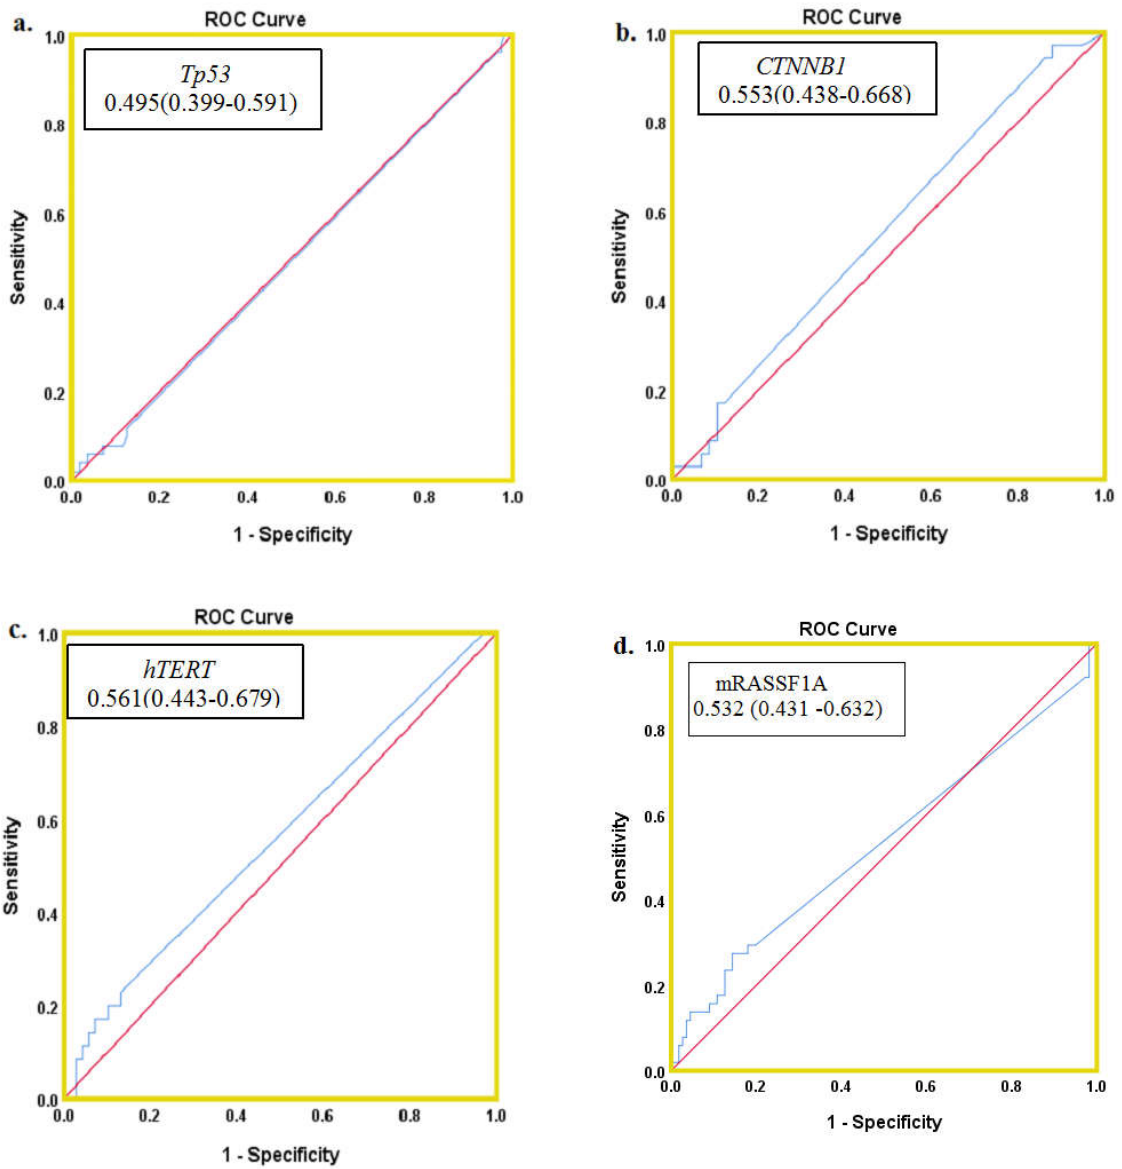 a.
ROC Curve
Tp53
0.495(0.399-0.591)
1.0
0.8
0.6
0.4
0.2
0.0
Sensitivity
0.0 0.2 0.4 0.6 0.8 1.0
1 - Specificity
b.
ROC Curve
CTNNB1
0.553(0.438-0.668)
1.0
0.8
0.6
0.4
0.2
0.0
Sensitivity
0.0 0.2 0.4 0.6 0.8 1.0
1 - Specificity
c.
ROC Curve
hTERT
0.561(0.443-0.679)
1.0
0.8
0.6
0.4
0.2
0.0
Sensitivity
0.0 0.2 0.4 0.6 0.8 1.0
1 - Specificity
d.
ROC Curve
mRASSF1A
0.532 (0.431 -0.632)
1.0
0.8
0.6
0.4
0.2
0.0
Sensitivity
0.0 0.2 0.4 0.6 0.8 1.0
1 - Specificity